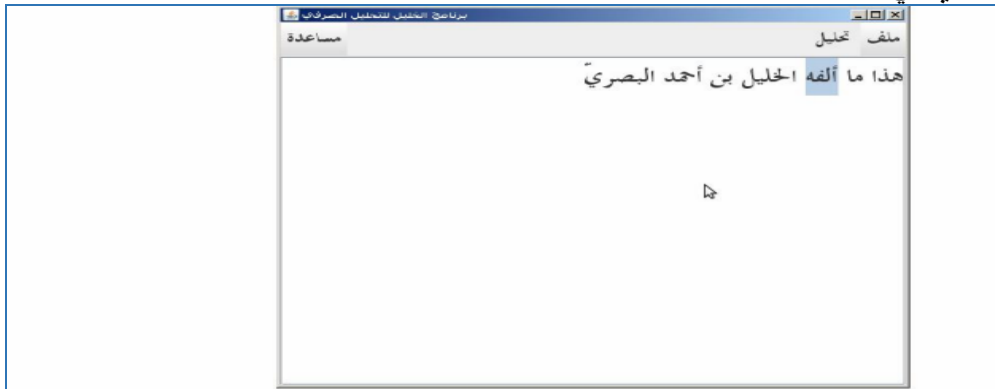 برنامج الخليل للتحليل الصرفي
ملف تحليل مساعدة
هذا ما ألفه الخليل بن أحمد البصريّ